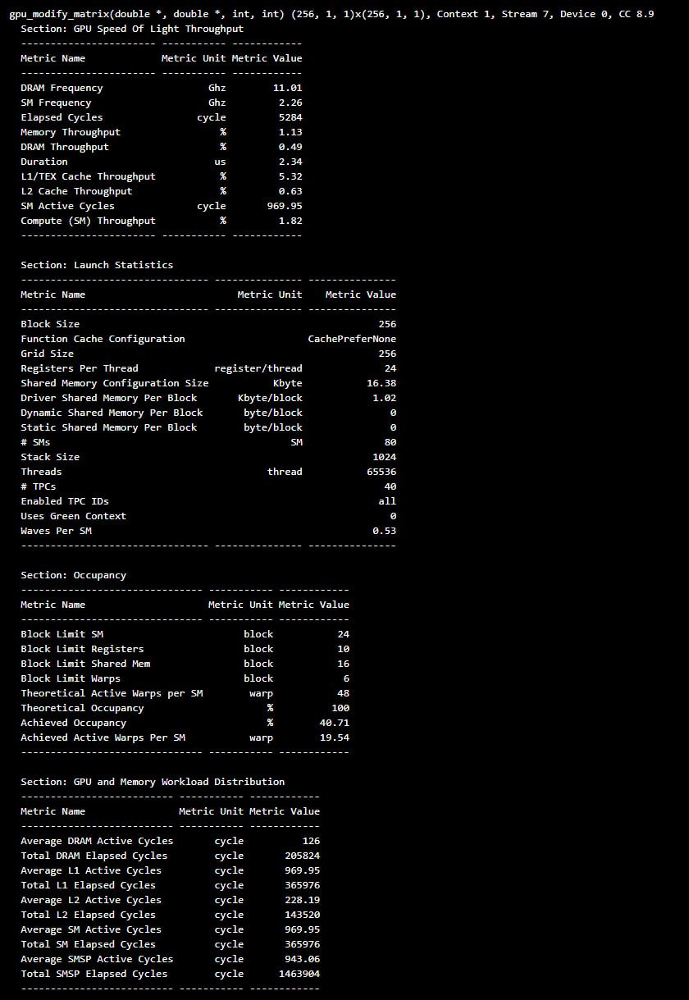 gpu_modify_matrix(double *, double *, int, int) (256, 1, 1)x(256, 1, 1), Context 1, Stream 7, Device 0, CC 8.9
  Section: GPU Speed Of Light Throughput
  ----------------------- ----------- ------------
  Metric Name             Metric Unit Metric Value
  ----------------------- ----------- ------------
  DRAM Frequency                  Ghz        11.01
  SM Frequency                    Ghz         2.26
  Elapsed Cycles                cycle         5284
  Memory Throughput                 %         1.13
  DRAM Throughput                   %         0.49
  Duration                         us         2.34
  L1/TEX Cache Throughput           %         5.32
  L2 Cache Throughput               %         0.63
  SM Active Cycles              cycle       969.95
  Compute (SM) Throughput           %         1.82
  ----------------------- ----------- ------------

  Section: Launch Statistics
  -------------------------------- --------------- ---------------
  Metric Name                          Metric Unit    Metric Value
  -------------------------------- --------------- ---------------
  Block Size                                                   256
  Function Cache Configuration                     CachePreferNone
  Grid Size                                                    256
  Registers Per Thread             register/thread              24
  Shared Memory Configuration Size           Kbyte           16.38
  Driver Shared Memory Per Block       Kbyte/block            1.02
  Dynamic Shared Memory Per Block       byte/block               0
  Static Shared Memory Per Block        byte/block               0
  # SMs                                         SM              80
  Stack Size                                                  1024
  Threads                                   thread           65536
  # TPCs                                                        40
  Enabled TPC IDs                                              all
  Uses Green Context                                             0
  Waves Per SM                                                0.53
  -------------------------------- --------------- ---------------

  Section: Occupancy
  ------------------------------- ----------- ------------
  Metric Name                     Metric Unit Metric Value
  ------------------------------- ----------- ------------
  Block Limit SM                        block           24
  Block Limit Registers                 block           10
  Block Limit Shared Mem                block           16
  Block Limit Warps                     block            6
  Theoretical Active Warps per SM        warp           48
  Theoretical Occupancy                     %          100
  Achieved Occupancy                        %        40.71
  Achieved Active Warps Per SM           warp        19.54
  ------------------------------- ----------- ------------

  Section: GPU and Memory Workload Distribution
  -------------------------- ----------- ------------
  Metric Name                Metric Unit Metric Value
  -------------------------- ----------- ------------
  Average DRAM Active Cycles       cycle          126
  Total DRAM Elapsed Cycles        cycle       205824
  Average L1 Active Cycles         cycle       969.95
  Total L1 Elapsed Cycles          cycle       365976
  Average L2 Active Cycles         cycle       228.19
  Total L2 Elapsed Cycles          cycle       143520
  Average SM Active Cycles         cycle       969.95
  Total SM Elapsed Cycles          cycle       365976
  Average SMSP Active Cycles       cycle       943.06
  Total SMSP Elapsed Cycles        cycle      1463904
  -------------------------- ----------- ------------